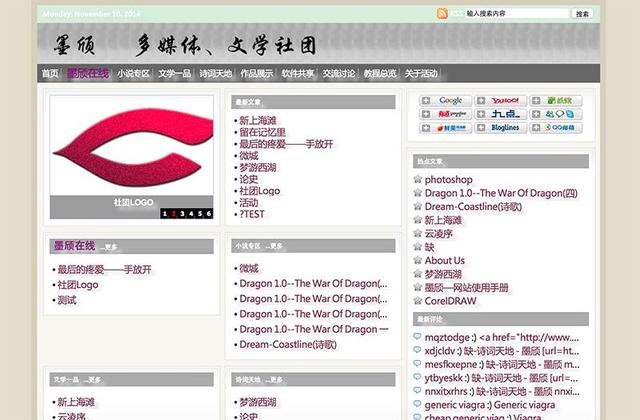 Monday, November 10, 2014
RSS
输入搜索内容
搜索
墨颀 多媒体、文学社团
首页 墨颀在线 小说专区 文学一品 诗词天地 作品展示 软件共享 交流讨论 教程总览 关于活动
社团LOGO
1 2 3 4 5 6
最新文章
• 新上海滩
• 留在记忆里
• 最后的疼爱——手放开
• 微城
• 梦游西湖
• 论史
• 社团Logo
• 活动
• ?TEST
Google YAHOO! 抓虾
有道 youdao 九点
鲜果 Bloglines QQ邮箱
热点文章
photoshop
Dragon 1.0--The War Of Dragon(四)
Dream-Coastline(诗歌)
新上海滩
云凌序
缺
About Us
梦游西湖
墨颀—网站使用手册
CorelDRAW
墨颀在线 ...更多
• 最后的疼爱——手放开
• 社团Logo
• 测试
小说专区 ...更多
• 微城
• Dragon 1.0--The War Of Dragon(...
• Dragon 1.0--The War Of Dragon(...
• Dragon 1.0--The War Of Dragon(...
• Dragon 1.0--The War Of Dragon 一
• Dream-Coastline(诗歌)
最新评论
mqztodge :) <a href="http://www....
xdjcldv :) 缺-诗词天地 - 墨颀 [url=ht...
mesfkxepne :) 缺-诗词天地 - 墨颀 [url=...
ytbyeskk :) 缺-诗词天地 - 墨颀 [url=h...
nnxitxrhrs :) 缺-诗词天地 - 墨颀 nnxi...
generic viagra :) Generic viagra
文学一品 ...更多
• 新上海滩
• 云凌序
诗词天地 ...更多
• 梦游西湖
• 论史